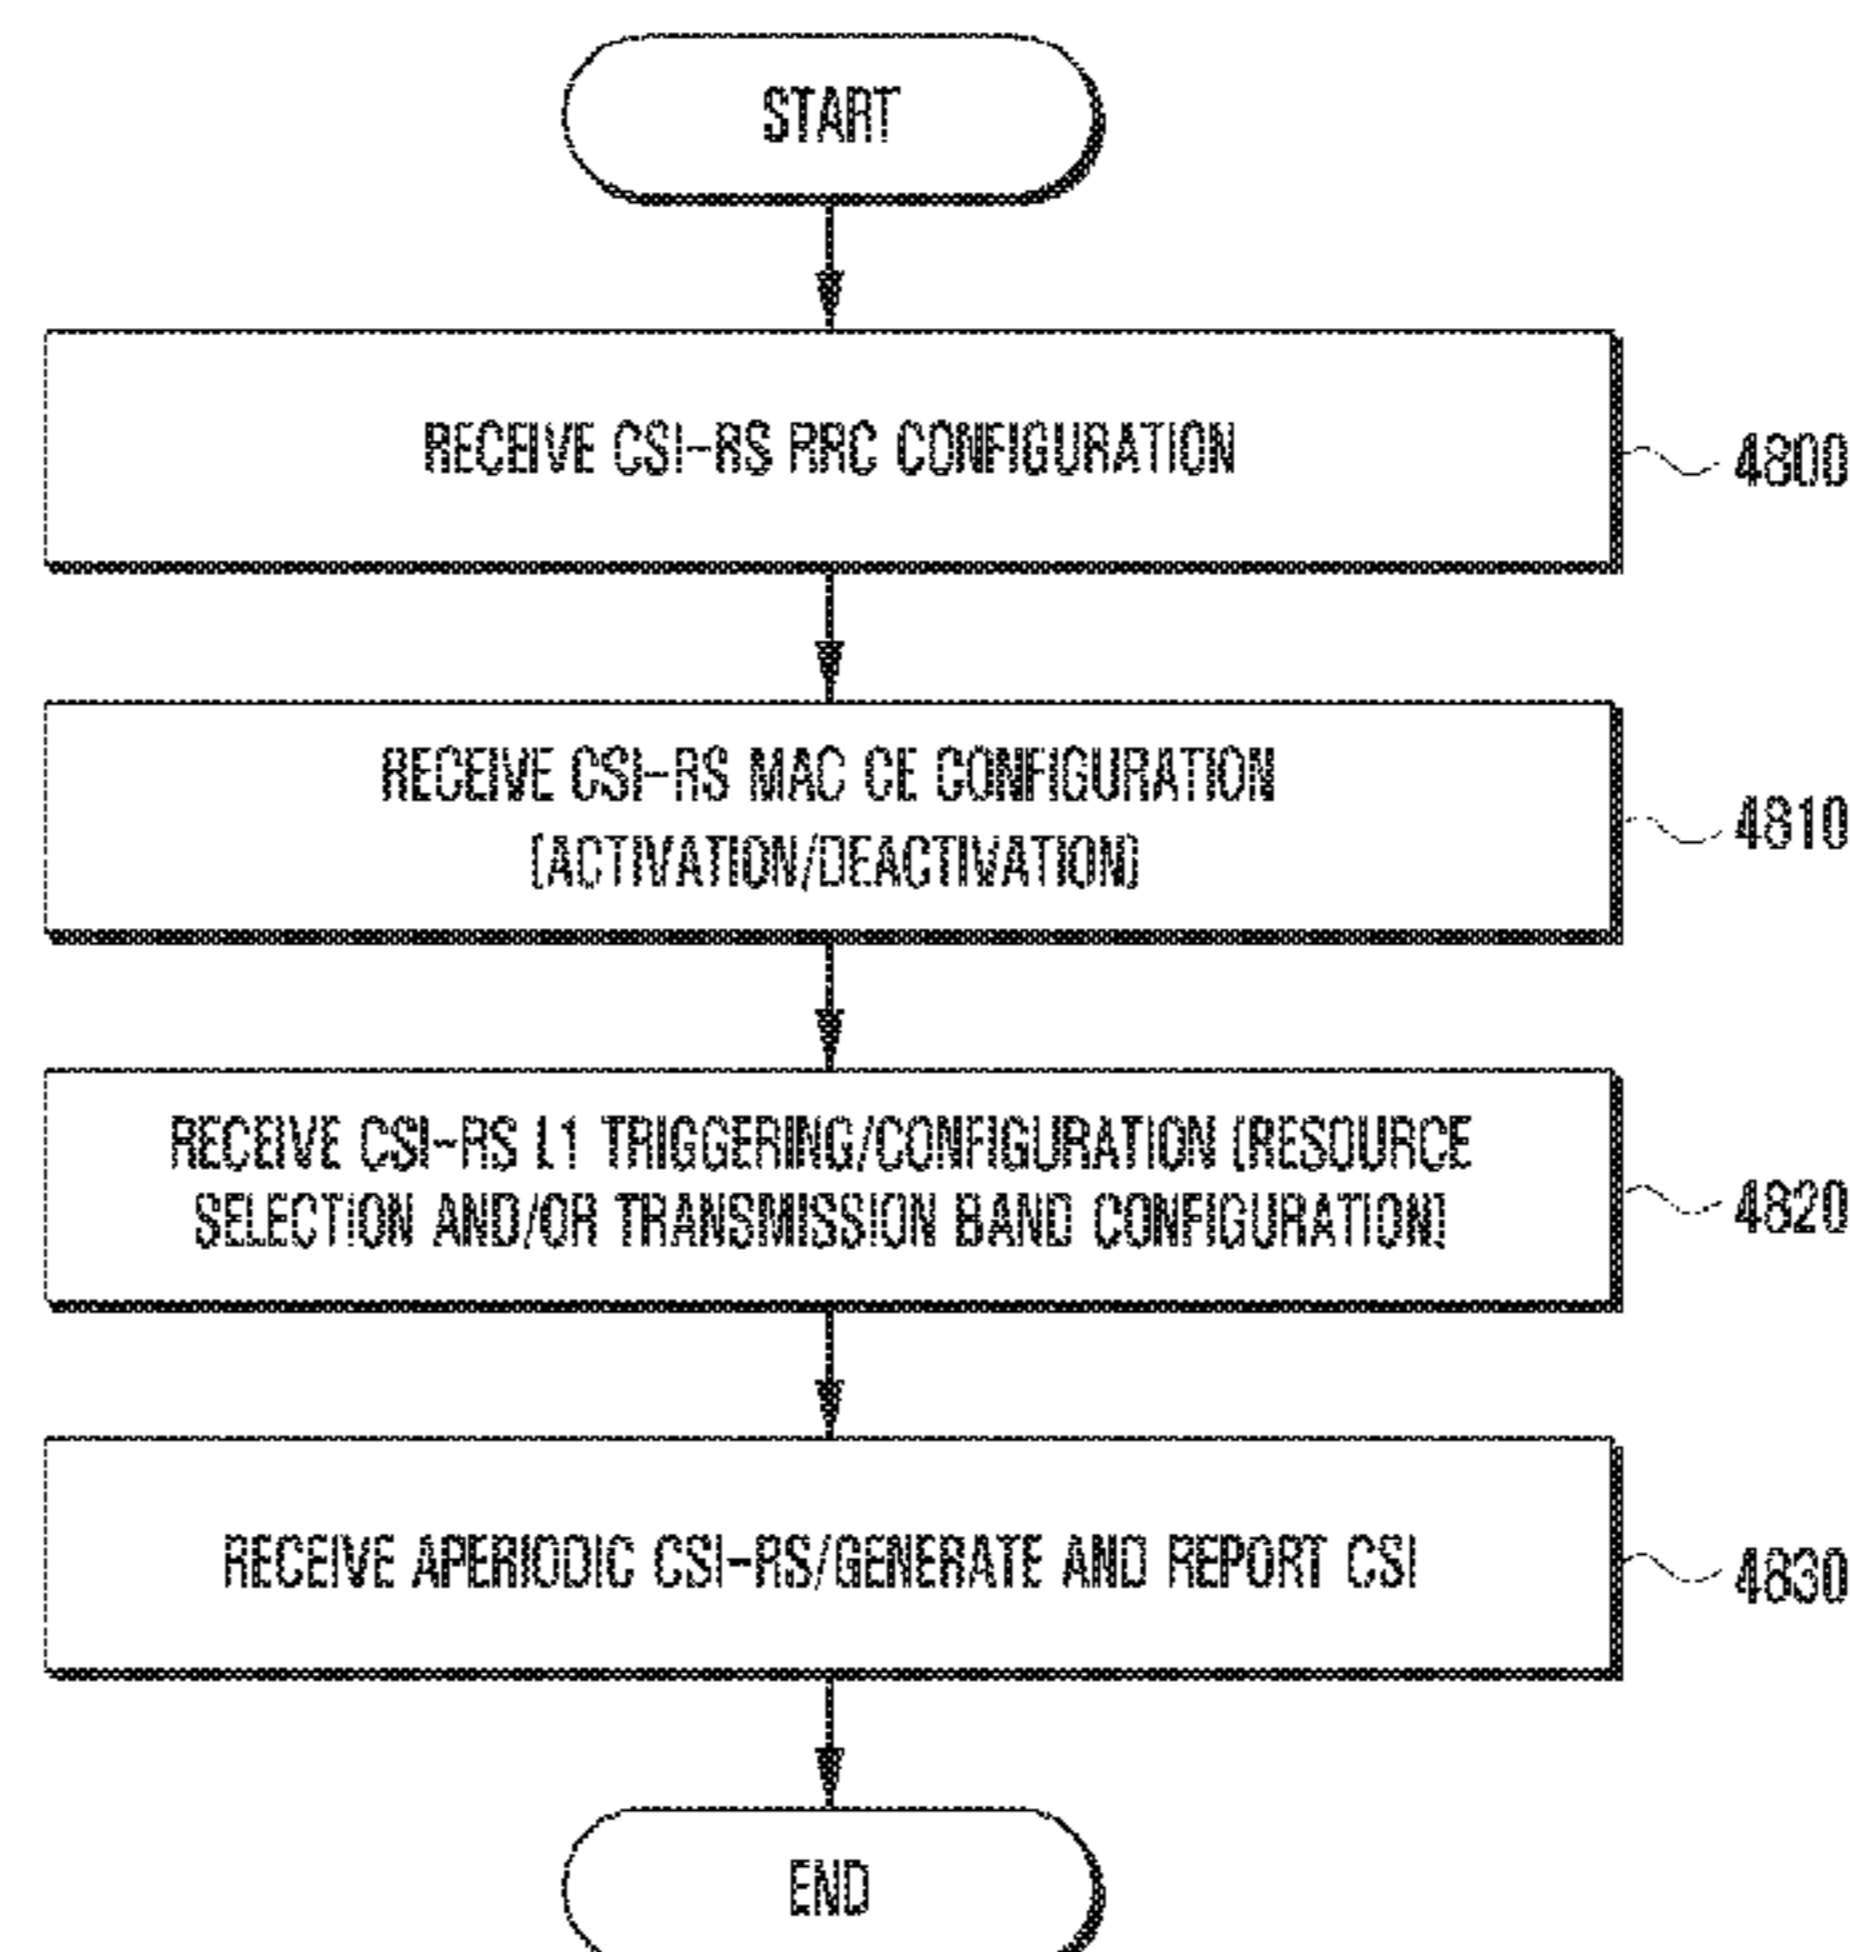 START
RECEIVE CSI-RS RRC CONFIGURATION
4800
RECEIVE CSI-RS MAC CE CONFIGURATION
(ACTIVATION/DEACTIVATION)
4810
RECEIVE CSI-RS L1 TRIGGERING/CONFIGURATION (RESOURCE
SELECTION AND/OR TRANSMISSION BAND CONFIGURATION)
4820
RECEIVE APERIODIC CSI-RS/GENERATE AND REPORT CSI
4830
END